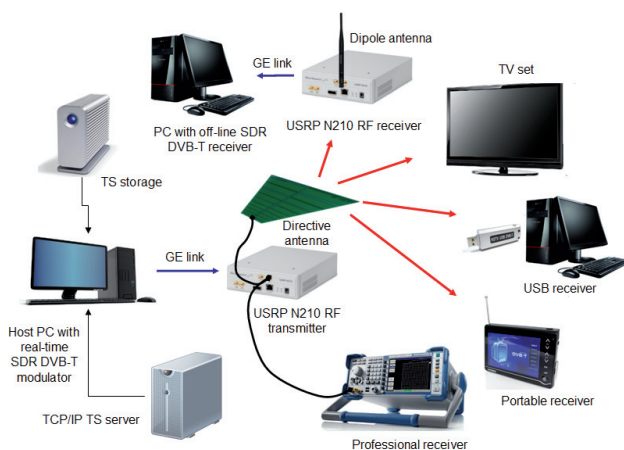 Dipole antenna
GE link
TV set
USRP N210 RF receiver
PC with off-line SDR
DVB-T receiver
TS storage
Directive
antenna
GE link
USB receiver
USRP N210 RF
transmitter
Host PC with
real-time
SDR DVB-T
modulator
DVB-T
Portable receiver
TCP/IP TS server
Professional receiver